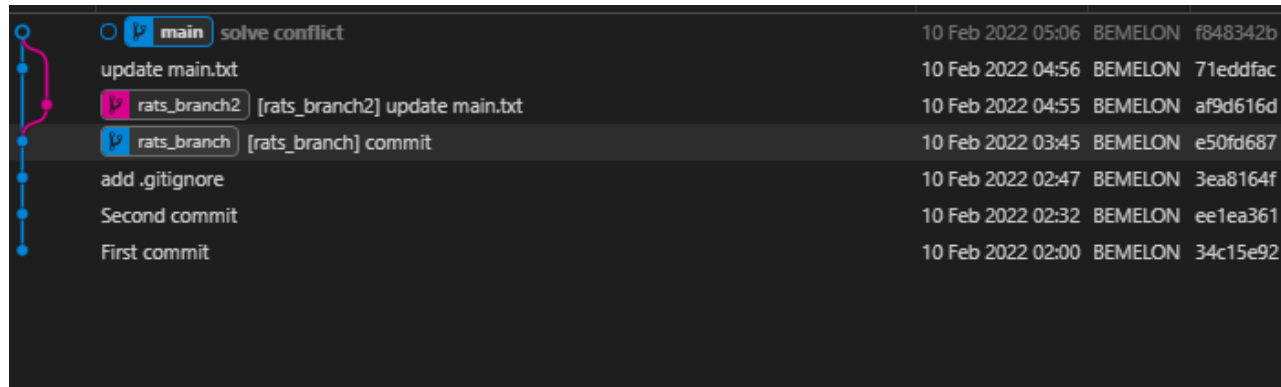 main solve conflict 10 Feb 2022 05:06 BEMELON f848342b
update main.txt 10 Feb 2022 04:56 BEMELON 71eddfac
rats_branch2 [rats_branch2] update main.txt 10 Feb 2022 04:55 BEMELON af9d616d
rats_branch [rats_branch] commit 10 Feb 2022 03:45 BEMELON e50fd687
add .gitignore 10 Feb 2022 02:47 BEMELON 3ea8164f
Second commit 10 Feb 2022 02:32 BEMELON ee1ea361
First commit 10 Feb 2022 02:00 BEMELON 34c15e92